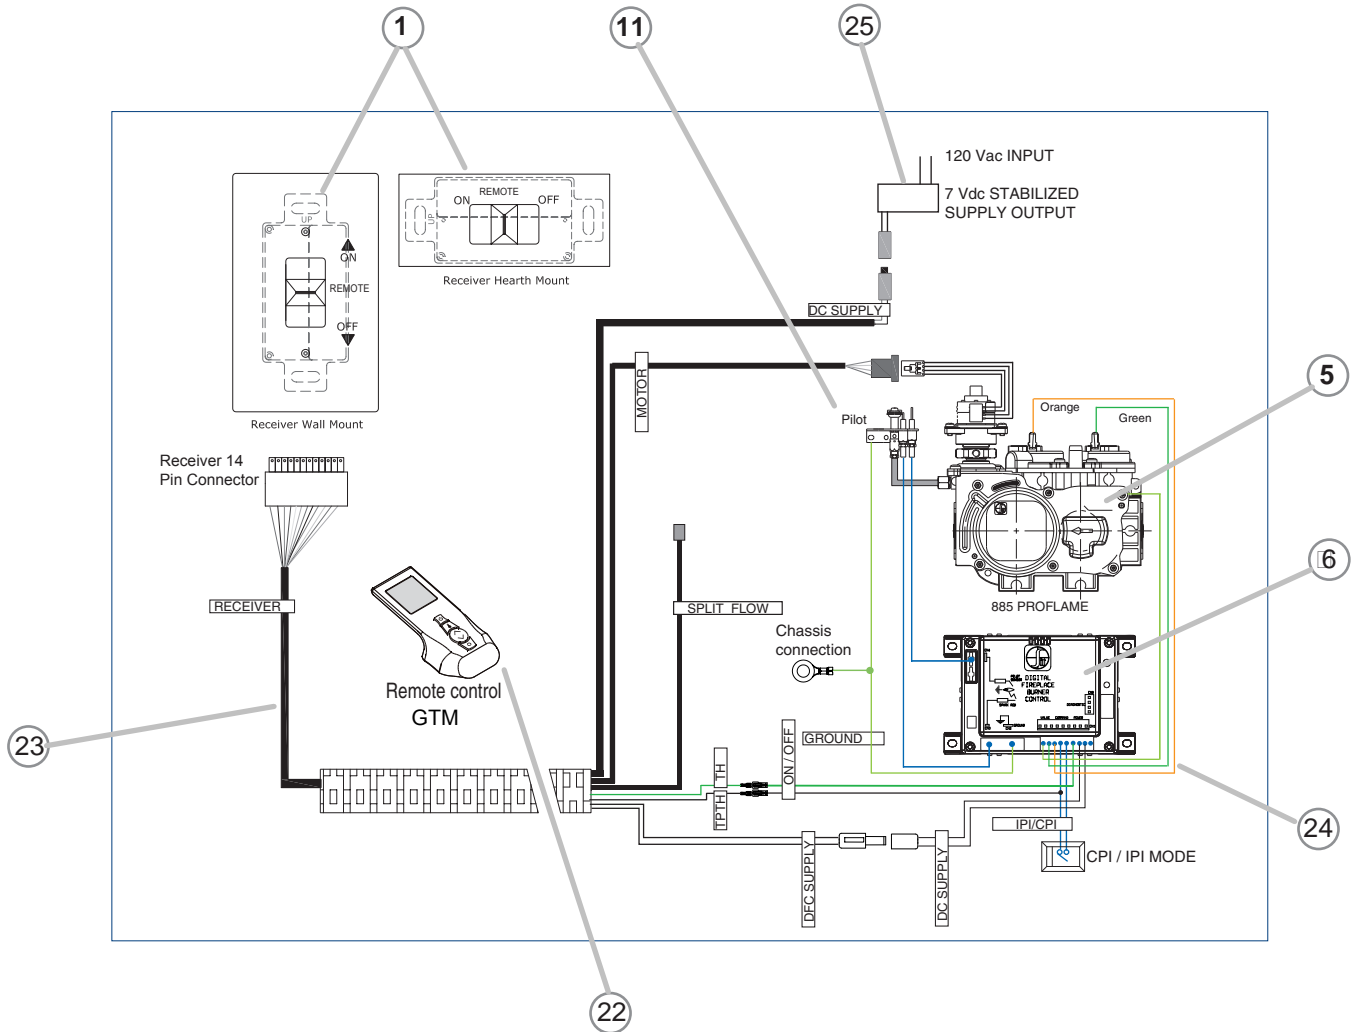 1
11
25
120 Vac INPUT
7 Vdc STABILIZED
SUPPLY OUTPUT
UP
ON
REMOTE
OFF
Receiver Wall Mount
REMOTE
ON
OFF
UP
Receiver Hearth Mount
DC SUPPLY
MOTOR
Pilot
Orange
Green
5
885 PROFLAME
6
Receiver 14
Pin Connector
RECEIVER
SPLIT FLOW
Remote control
GTM
Chassis
connection
DIGITAL
FIREPLACE
BURNER
CONTROL
GROUND
ON / OFF
TH
TPTH
IPI/CPI
CPI / IPI MODE
DFC SUPPLY
DC SUPPLY
23
24
22